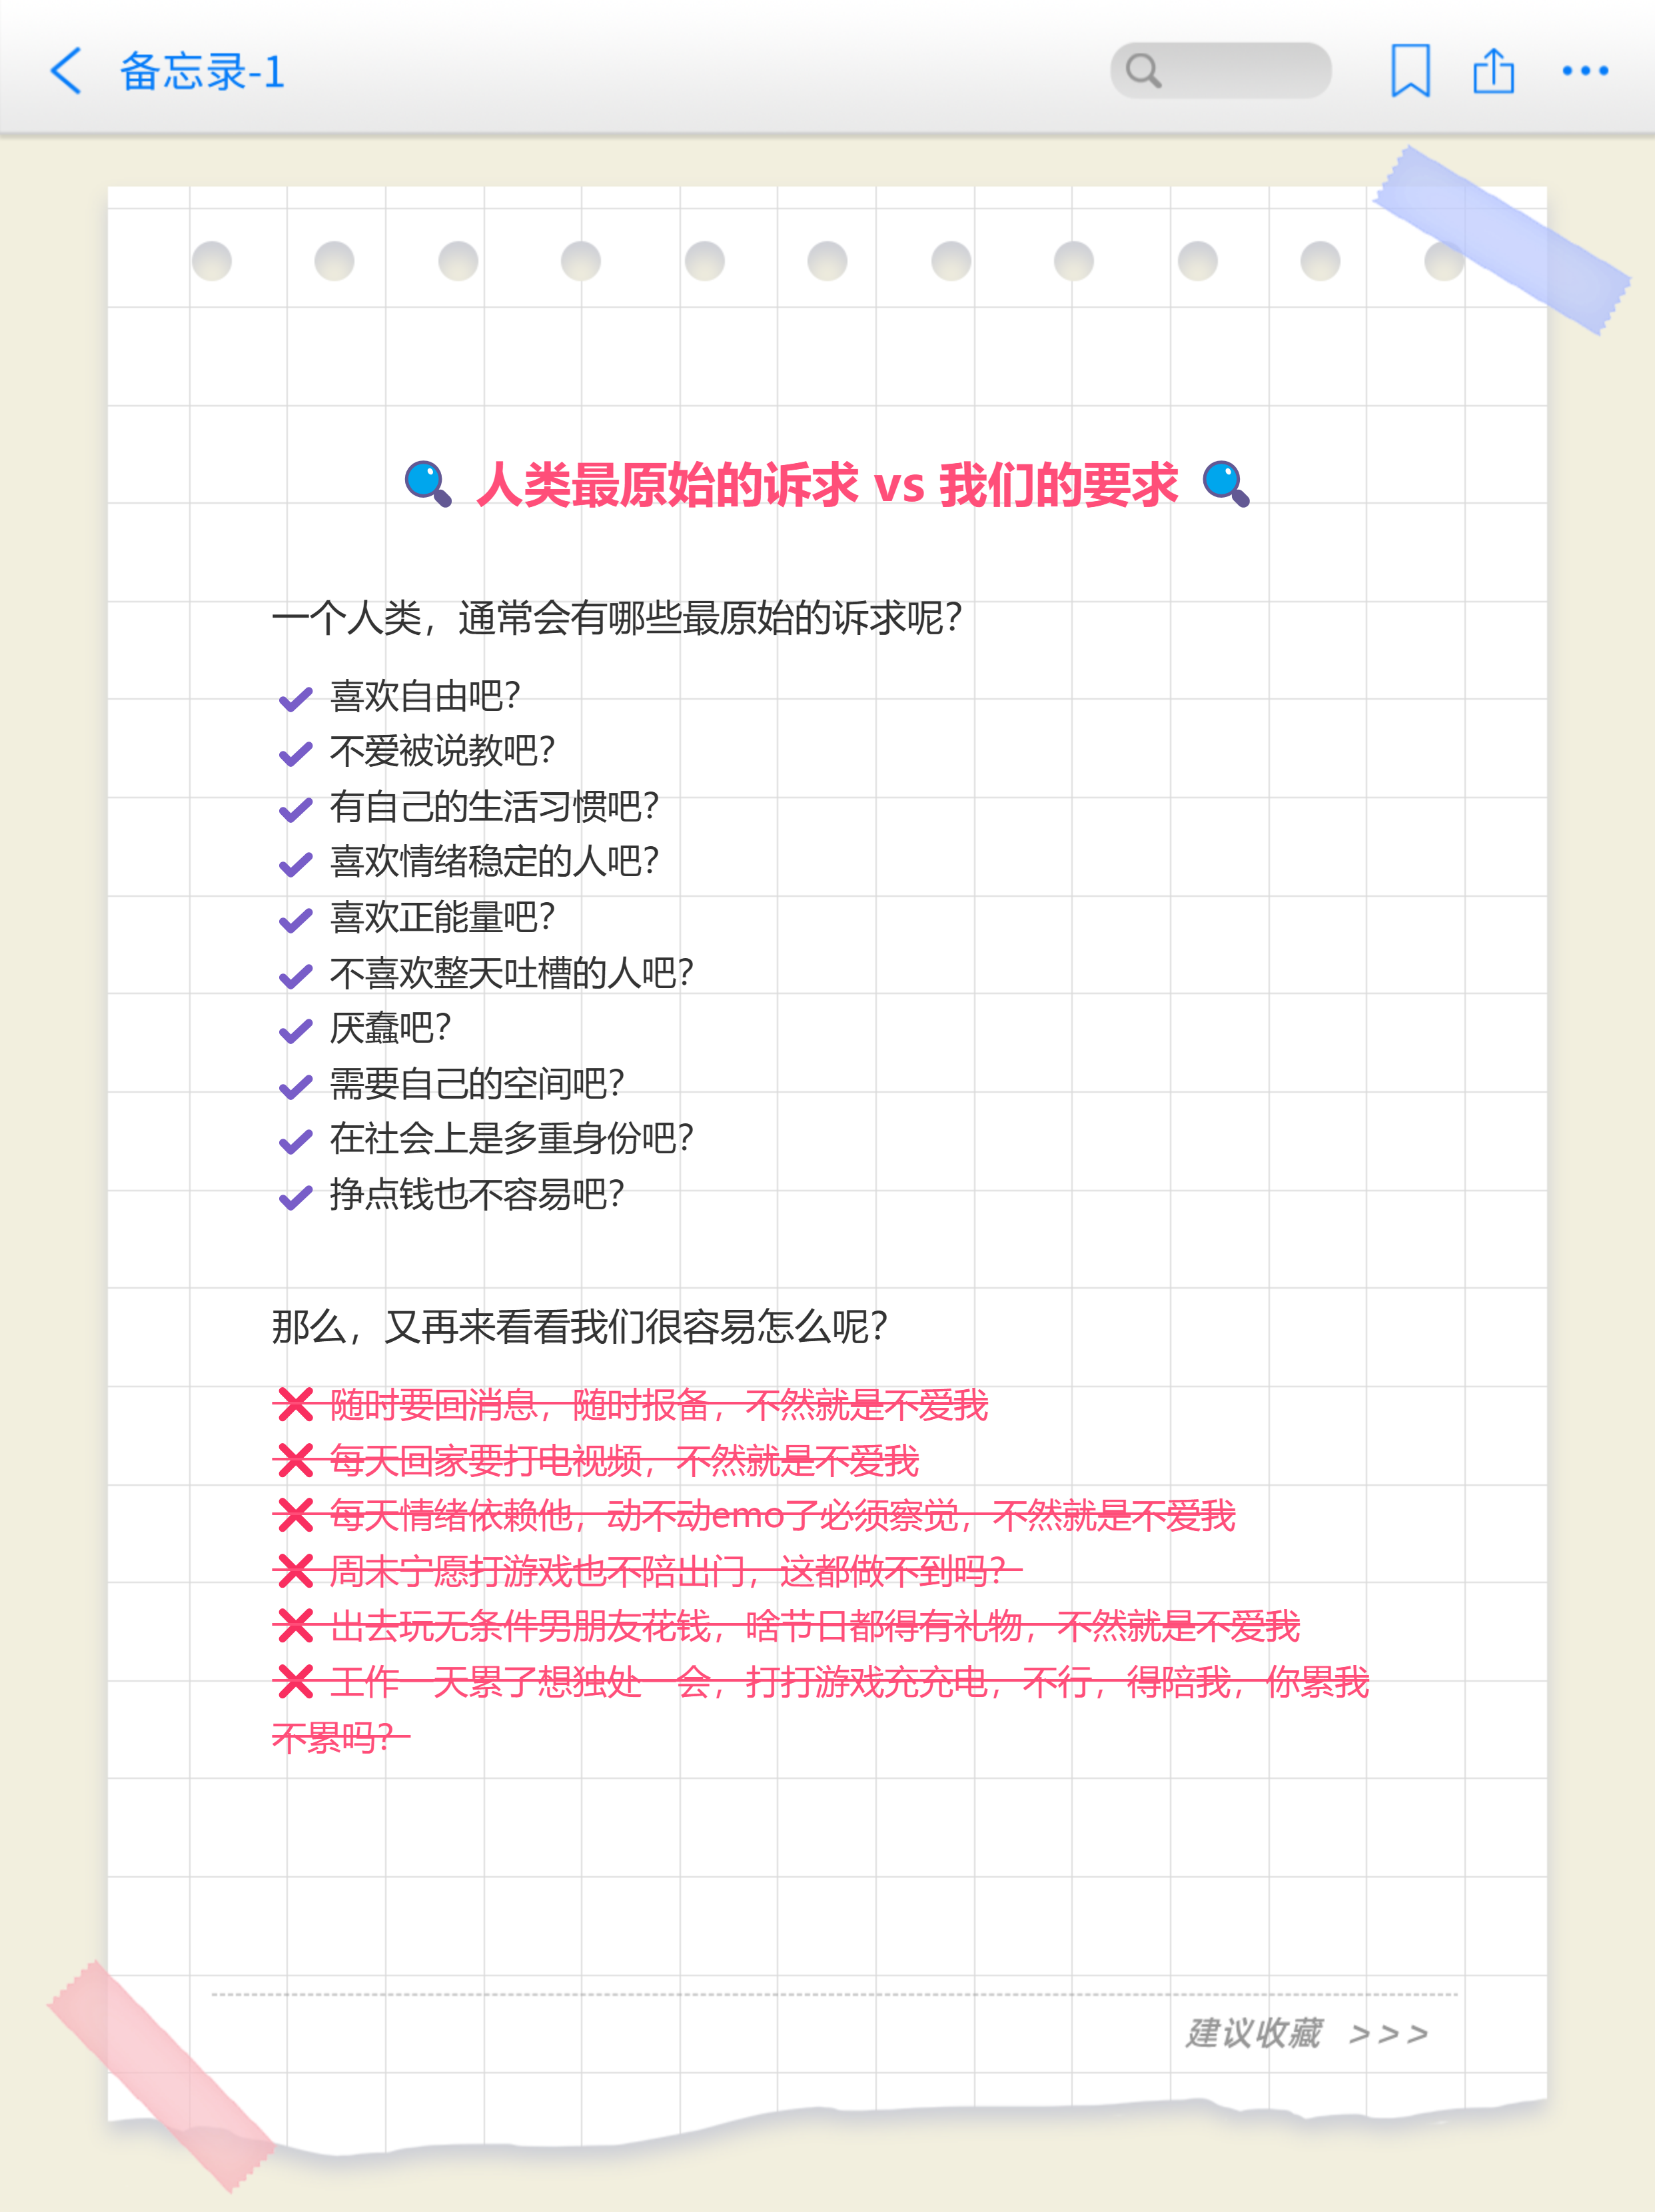 备忘录-1
人类最原始的诉求 vs 我们的要求
一个人类，通常会有哪些最原始的诉求呢？
喜欢自由吧？
不爱被说教吧？
有自己的生活习惯吧？
喜欢情绪稳定的人吧？
喜欢正能量吧？
不喜欢整天吐槽的人吧？
厌蠢吧？
需要自己的空间吧？
在社会上是多重身份吧？
挣点钱也不容易吧？
那么，又再来看看我们很容易怎么呢？
随时要回消息，随时报备，不然就是不爱我
每天回家要打电视频，不然就是不爱我
每天情绪依赖他，动不动emo了必须察觉，不然就是不爱我
周末宁愿打游戏也不陪出门，这都做不到吗？
出去玩无条件男朋友花钱，啥节日都得有礼物，不然就是不爱我
工作一天累了想独处一会，打打游戏充充电，不行，得陪我，你累我
不累吗？
建议收藏 >>>